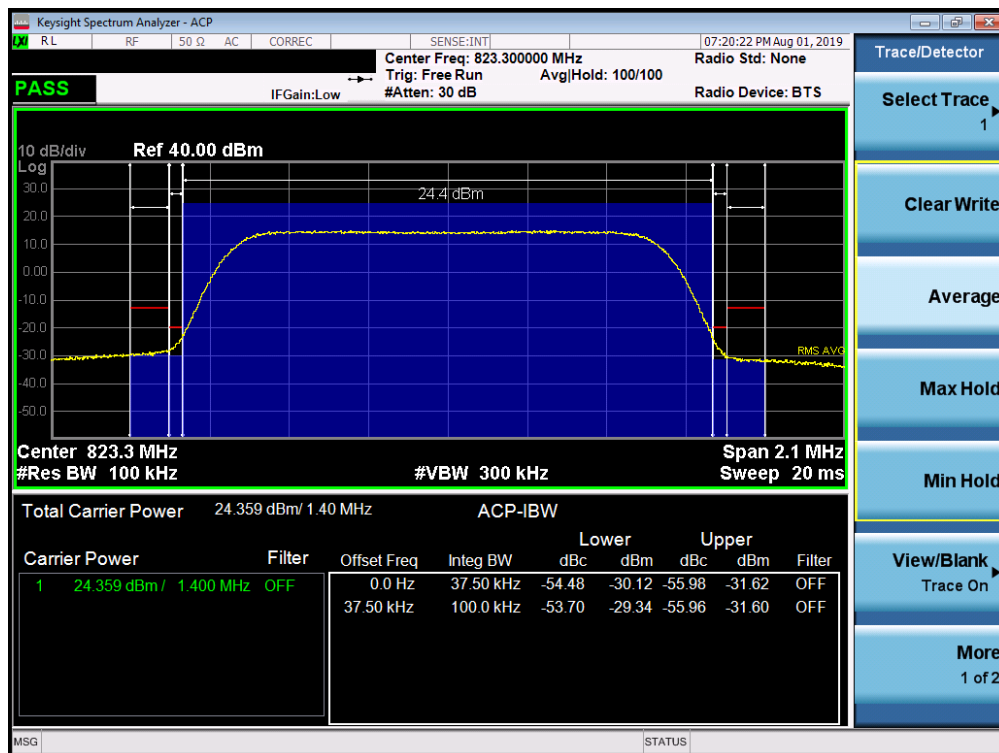 Keysight Spectrum Analyzer - ACP
LXI RL RF 50 Ω AC CORREC SENSE:INT 07:20:22 PM Aug 01, 2019
Center Freq: 823.300000 MHz Radio Std: None
Trig: Free Run Avg|Hold: 100/100
PASS IFGain:Low #Atten: 30 dB Radio Device: BTS
10 dB/div Ref 40.00 dBm
Log
30.0
24.4 dBm
20.0
10.0
0.00
-10.0
-20.0
-30.0
RMS AVG
-40.0
-50.0
Center 823.3 MHz Span 2.1 MHz
#Res BW 100 kHz #VBW 300 kHz Sweep 20 ms
Total Carrier Power 24.359 dBm/ 1.40 MHz ACP-IBW
Lower Upper
Carrier Power Filter Offset Freq Integ BW dBc dBm dBc dBm Filter
1 24.359 dBm / 1.400 MHz OFF 0.0 Hz 37.50 kHz -54.48 -30.12 -55.98 -31.62 OFF
37.50 kHz 100.0 kHz -53.70 -29.34 -55.96 -31.60 OFF
MSG STATUS
Trace/Detector
Select Trace
1
Clear Write
Average
Max Hold
Min Hold
View/Blank
Trace On
More
1 of 2